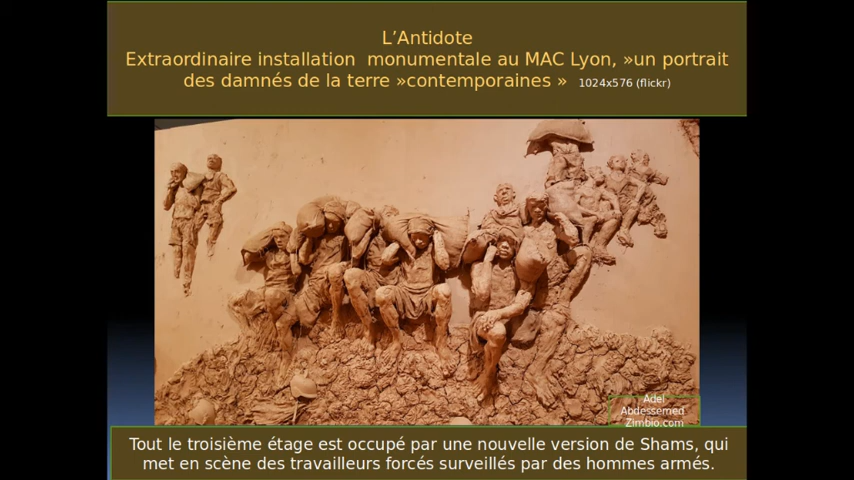 L’Antidote
Extraordinaire installation monumentale au MAC Lyon, »un portrait
des damnés de la terre »contemporaines » 1024x576 (flickr)
Adel
Abdessemed
Zimbio.com
Tout le troisième étage est occupé par une nouvelle version de Shams, qui
met en scène des travailleurs forcés surveillés par des hommes armés.